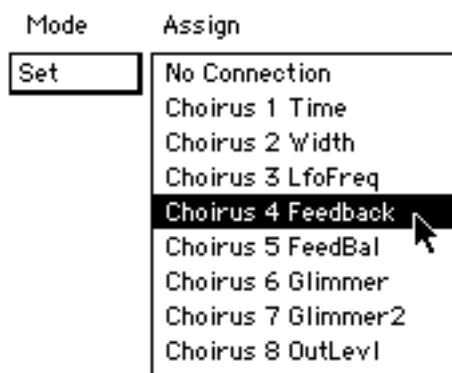 Mode Assign
Set No Connection
Choirus 1 Time
Choirus 2 Width
Choirus 3 LfoFreq
Choirus 4 Feedback
Choirus 5 FeedBal
Choirus 6 Glimmer
Choirus 7 Glimmer2
Choirus 8 OutLevl